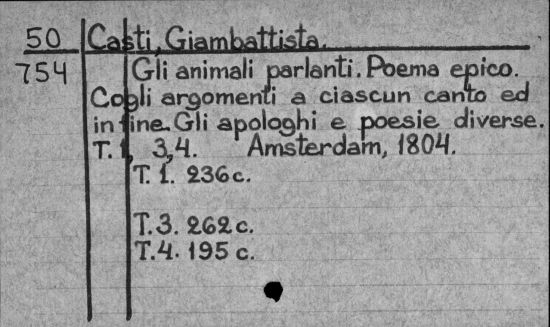 50
754
Casti, Giambattista.
Gli animali parlanti. Poema epico.
Cogli argomenti a ciascun canto ed
in fine. Gli apologhi e poesie diverse.
T. 1, 3,4. Amsterdam, 1804.
T. 1. 236 c.
T. 3. 262 c.
T. 4. 195 c.